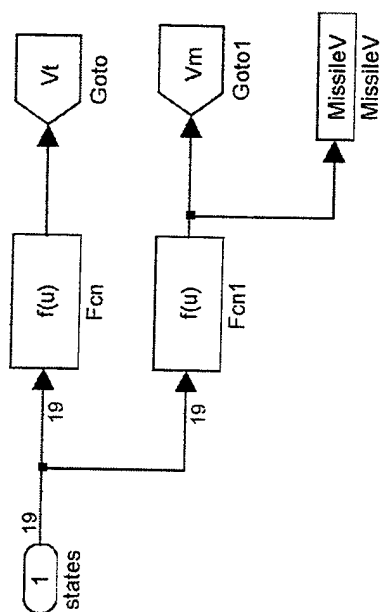 1
states
19
19
19
f(u)
Fcn
Vt
Goto
f(u)
Fcn1
Vm
Goto1
MissileV
MissileV